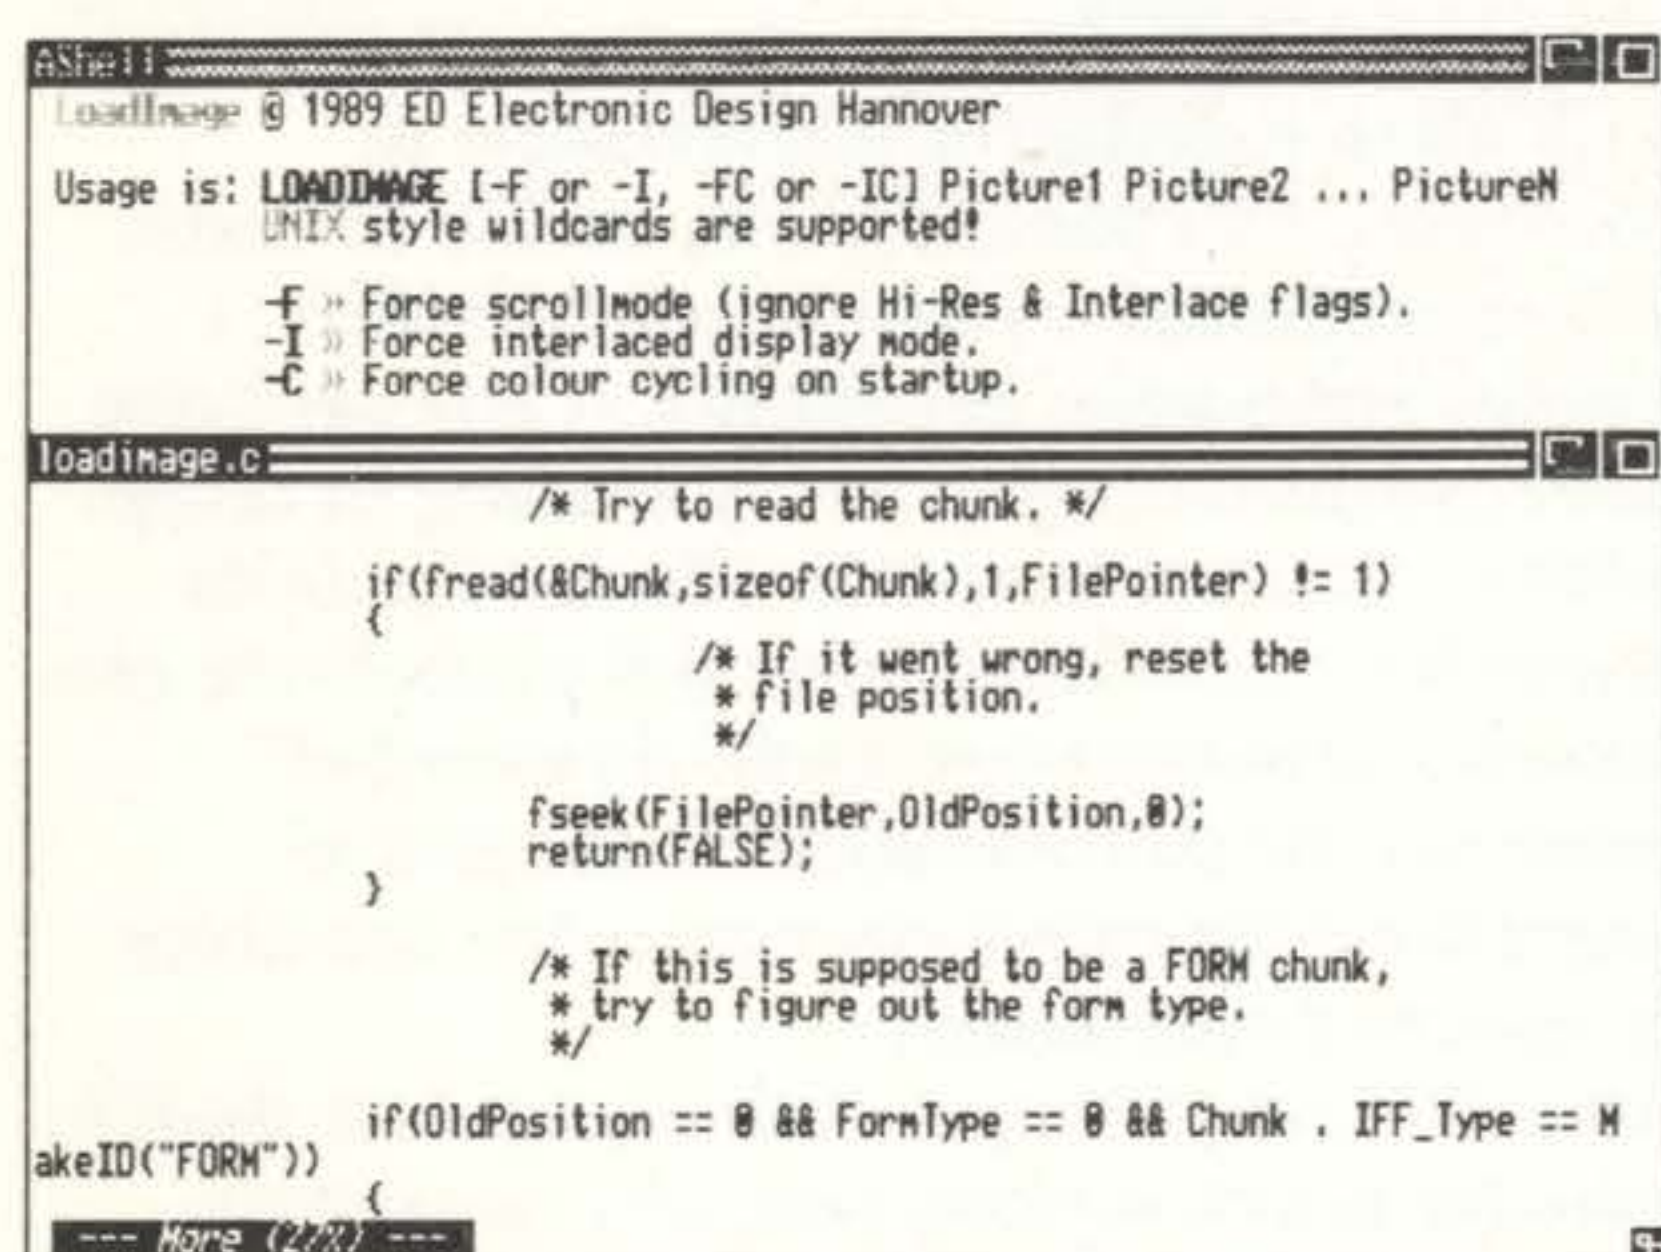 AShell
LoadImage @ 1989 ED Electronic Design Hannover
Usage is: LOADIMAGE [-F or -I, -FC or -IC] Picture1 Picture2 ... PictureN
UNIX style wildcards are supported!
-F » Force scrollmode (ignore Hi-Res & Interlace flags).
-I » Force interlaced display mode.
-C » Force colour cycling on startup.
loadimage.c
/* Try to read the chunk. */
if(fread(&Chunk,sizeof(Chunk),1,FilePointer) != 1)
{
/* If it went wrong, reset the
* file position.
*/
fseek(FilePointer,OldPosition,0);
return(FALSE);
}
/* If this is supposed to be a FORM chunk,
* try to figure out the form type.
*/
if(OldPosition == 0 && FormType == 0 && Chunk . IFF_Type == M
akeID("FORM"))
{
--- More (27%) ---